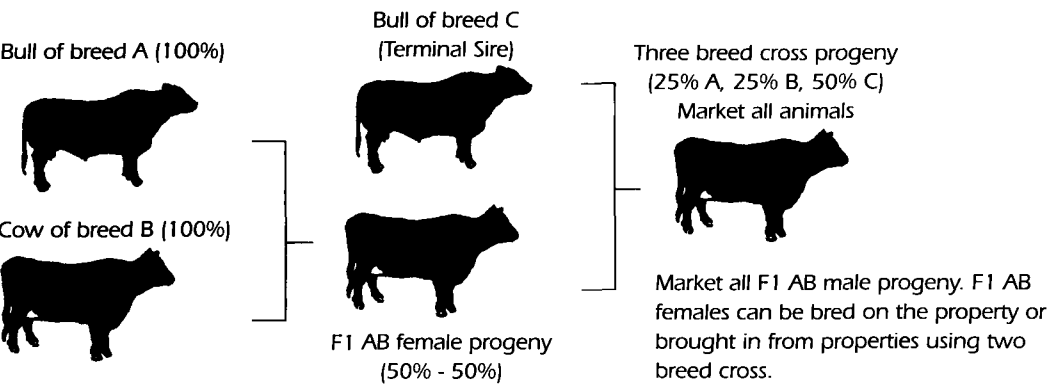 Bull of breed A (100%)
Cow of breed B (100%)
Bull of breed C
(Terminal Sire)
F1 AB female progeny
(50% - 50%)
Three breed cross progeny
(25% A, 25% B, 50% C)
Market all animals
Market all F1 AB male progeny. F1 AB
females can be bred on the property or
brought in from properties using two
breed cross.